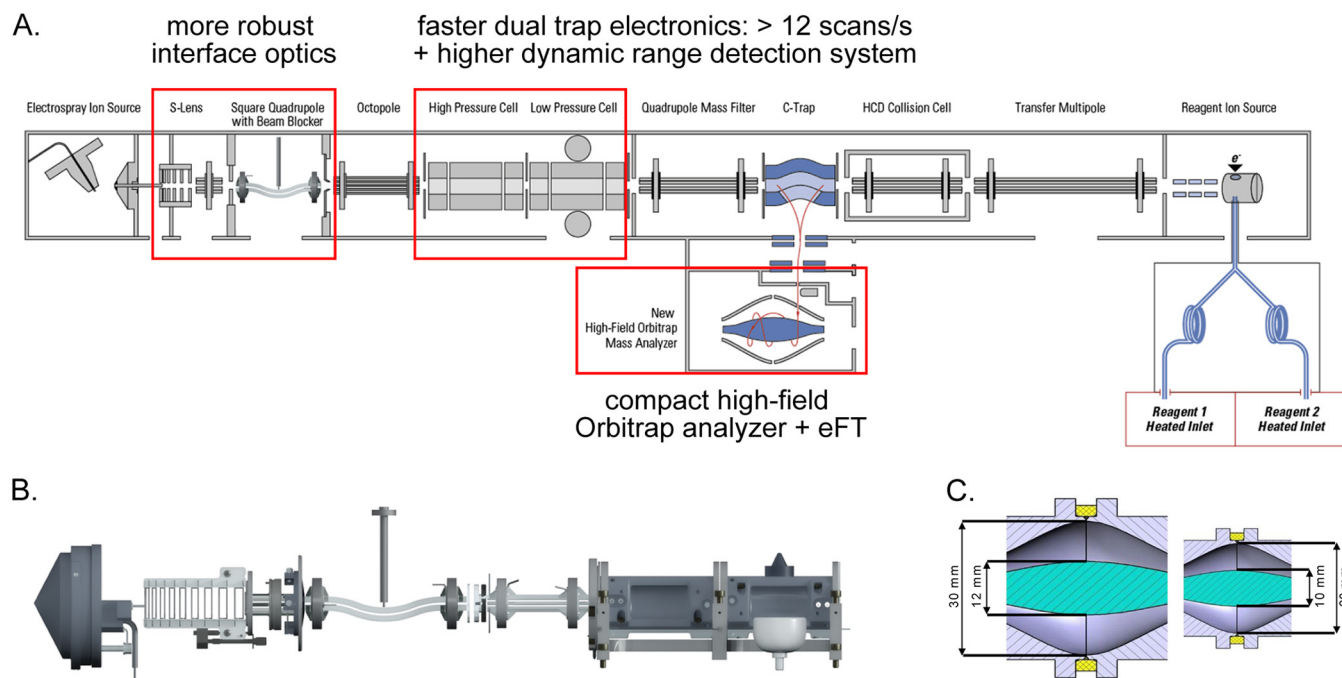 A.
more robust
interface optics
faster dual trap electronics: > 12 scans/s
+ higher dynamic range detection system
Electrospray Ion Source
S-Lens
Square Quadrupole
with Beam Blocker
Octopole
High Pressure Cell
Low Pressure Cell
Quadrupole Mass Filter
C-Trap
HCD Collision Cell
Transfer Multipole
Reagent Ion Source
e-
New
High-Field Orbitrap
Mass Analyzer
compact high-field
Orbitrap analyzer + eFT
Reagent 1
Heated Inlet
Reagent 2
Heated Inlet
B.
C.
30 mm
12 mm
10 mm